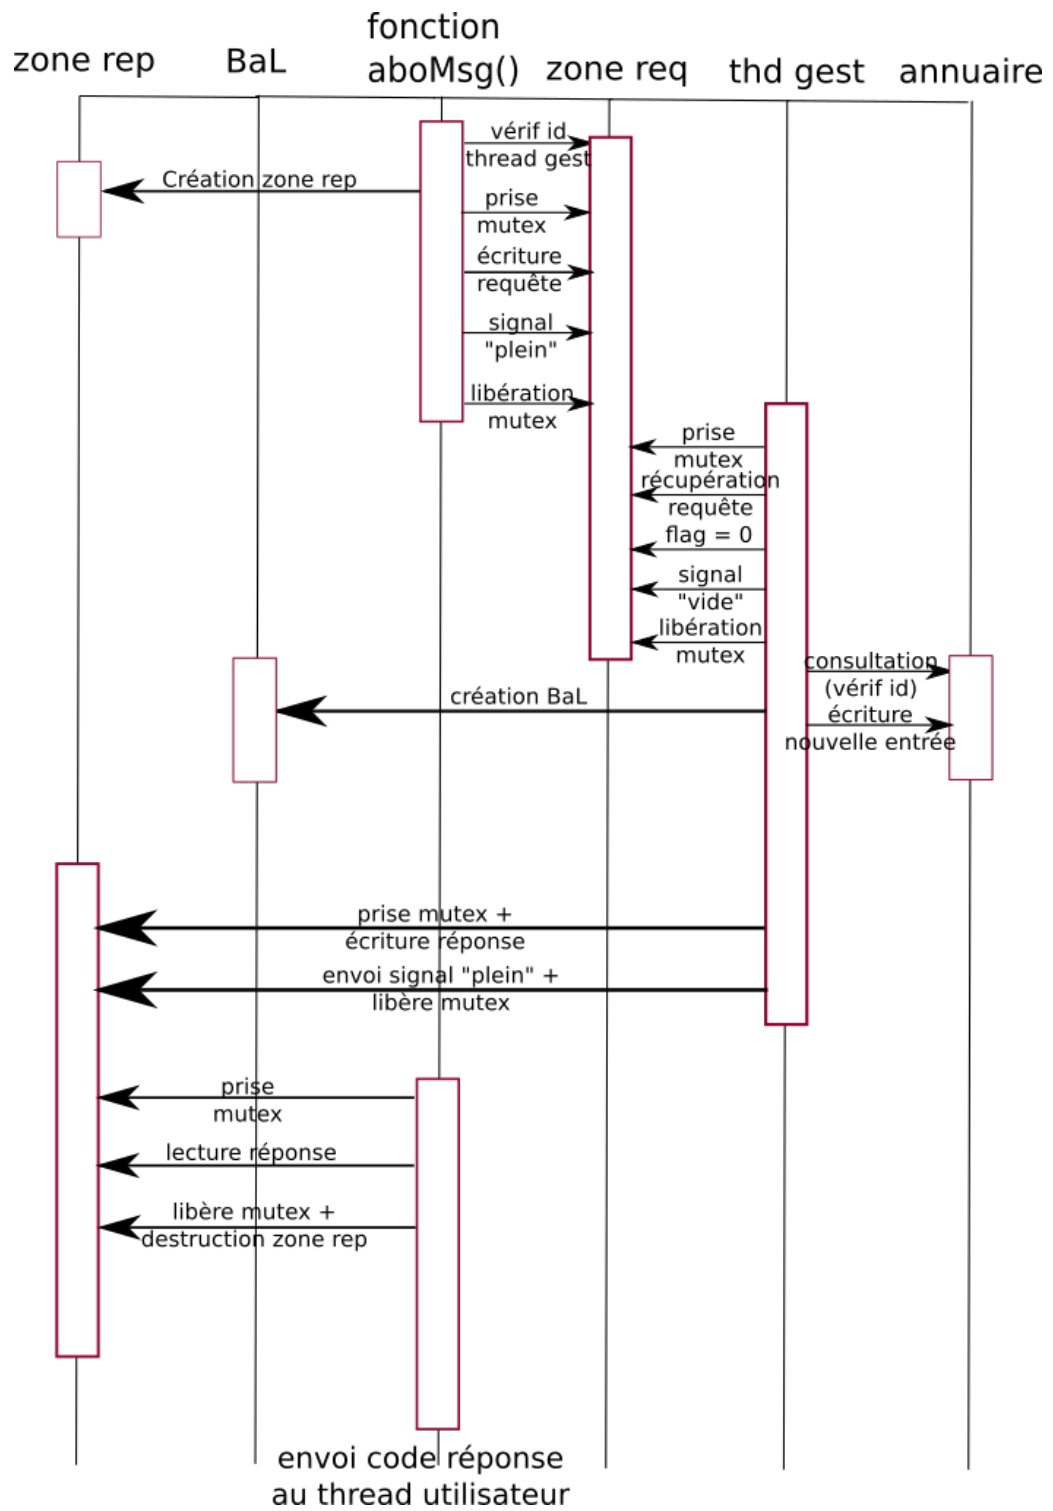 fonction
zone rep
BaL
aboMsg()
zone req
thd gest
annuaire
vérif id
thread gest
Création zone rep
prise
mutex
écriture
requête
signal
"plein"
libération
mutex
prise
mutex
récupération
requête
flag = 0
signal
"vide"
libération
mutex
consultation
(vérif id)
création BaL
écriture
nouvelle entrée
prise mutex +
écriture réponse
envoi signal "plein" +
libère mutex
prise
mutex
lecture réponse
libère mutex +
destruction zone rep
envoi code réponse
au thread utilisateur